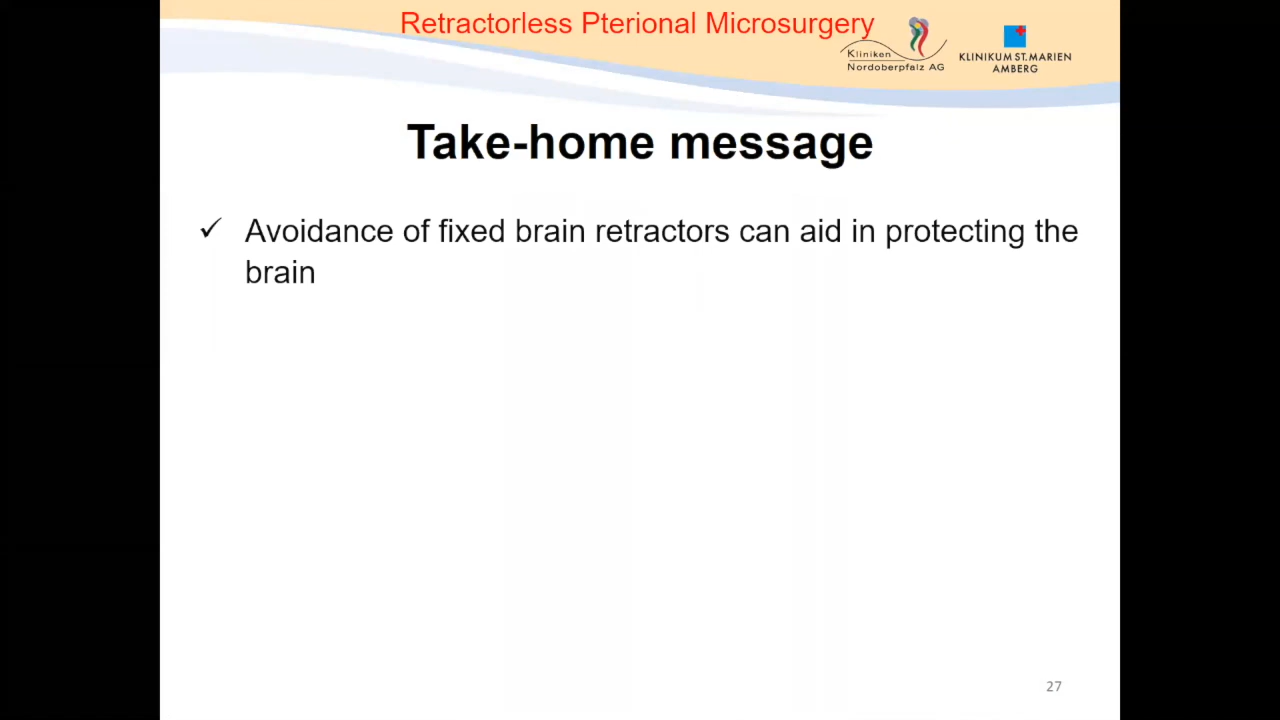 Retractorless Pterional Microsurgery
Kliniken
Nordoberpfalz AG
KLINIKUM ST. MARIEN
AMBERG
Take-home message
✓ Avoidance of fixed brain retractors can aid in protecting the
brain
27